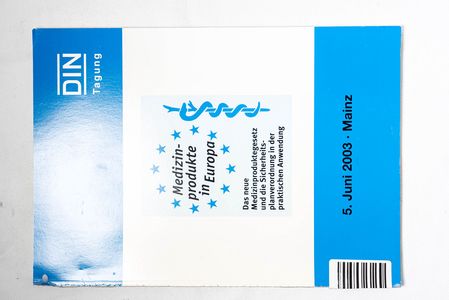 DIN
Tagung
Medizin-
produkte
in Europa
Das neue
Medizinproduktegesetz
und die Sicherheits-
planverordnung in der
praktischen Anwendung
5. Juni 2003 · Mainz